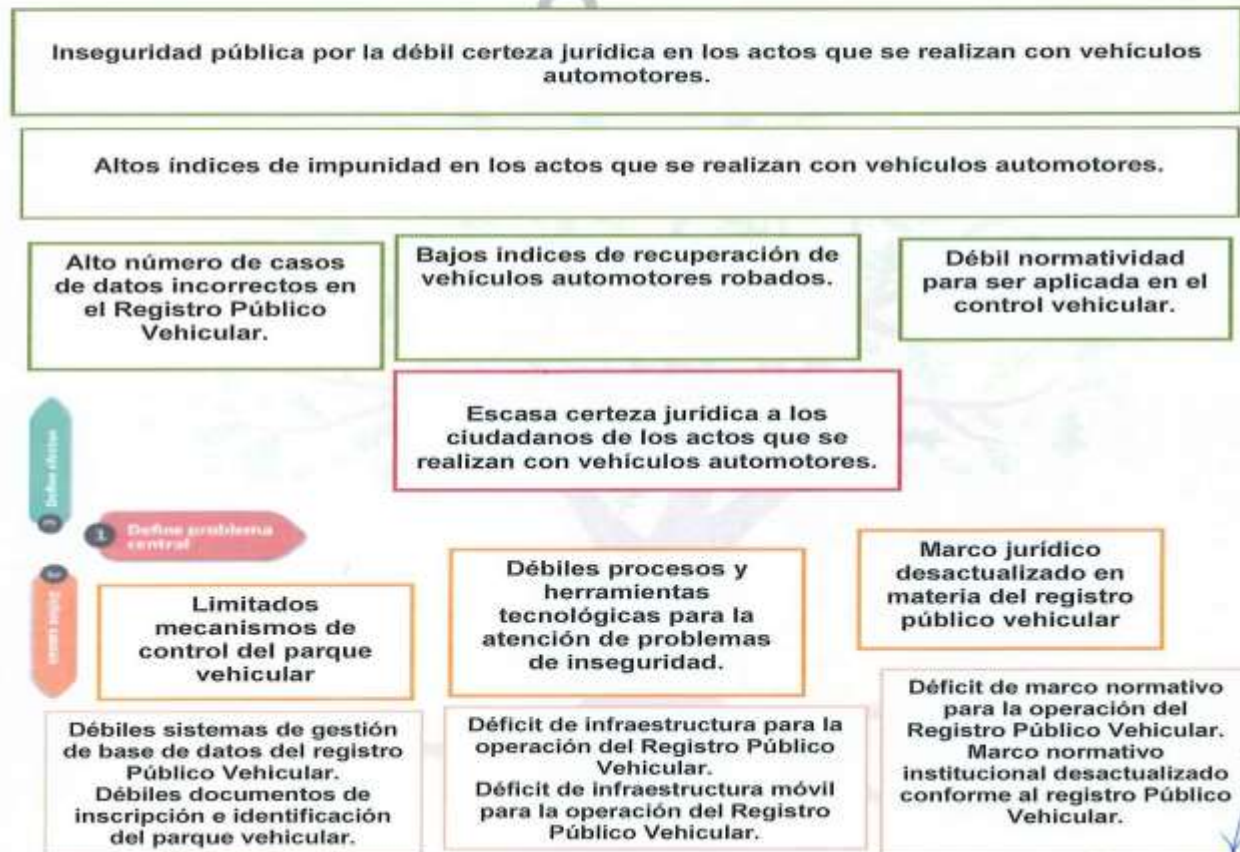 Inseguridad pública por la débil certeza jurídica en los actos que se realizan con vehículos
automotores.
Altos índices de impunidad en los actos que se realizan con vehículos automotores.
Alto número de casos
de datos incorrectos en
el Registro Público
Vehicular.
Bajos índices de recuperación de
vehículos automotores robados.
Débil normatividad
para ser aplicada en el
control vehicular.
Escasa certeza jurídica a los
ciudadanos de los actos que se
realizan con vehículos automotores.
Define efectos
1
Define problema
central
Limitados
mecanismos de
control del parque
vehicular
Débiles procesos y
herramientas
tecnológicas para la
atención de problemas
de inseguridad.
Marco jurídico
desactualizado en
materia del registro
público vehicular
Débiles sistemas de gestión
de base de datos del registro
Público Vehicular.
Débiles documentos de
inscripción e identificación
del parque vehicular.
Déficit de infraestructura para la
operación del Registro Público
Vehicular.
Déficit de infraestructura móvil
para la operación del Registro
Público Vehicular.
Déficit de marco normativo
para la operación del
Registro Público Vehicular.
Marco normativo
institucional desactualizado
conforme al registro Público
Vehicular.